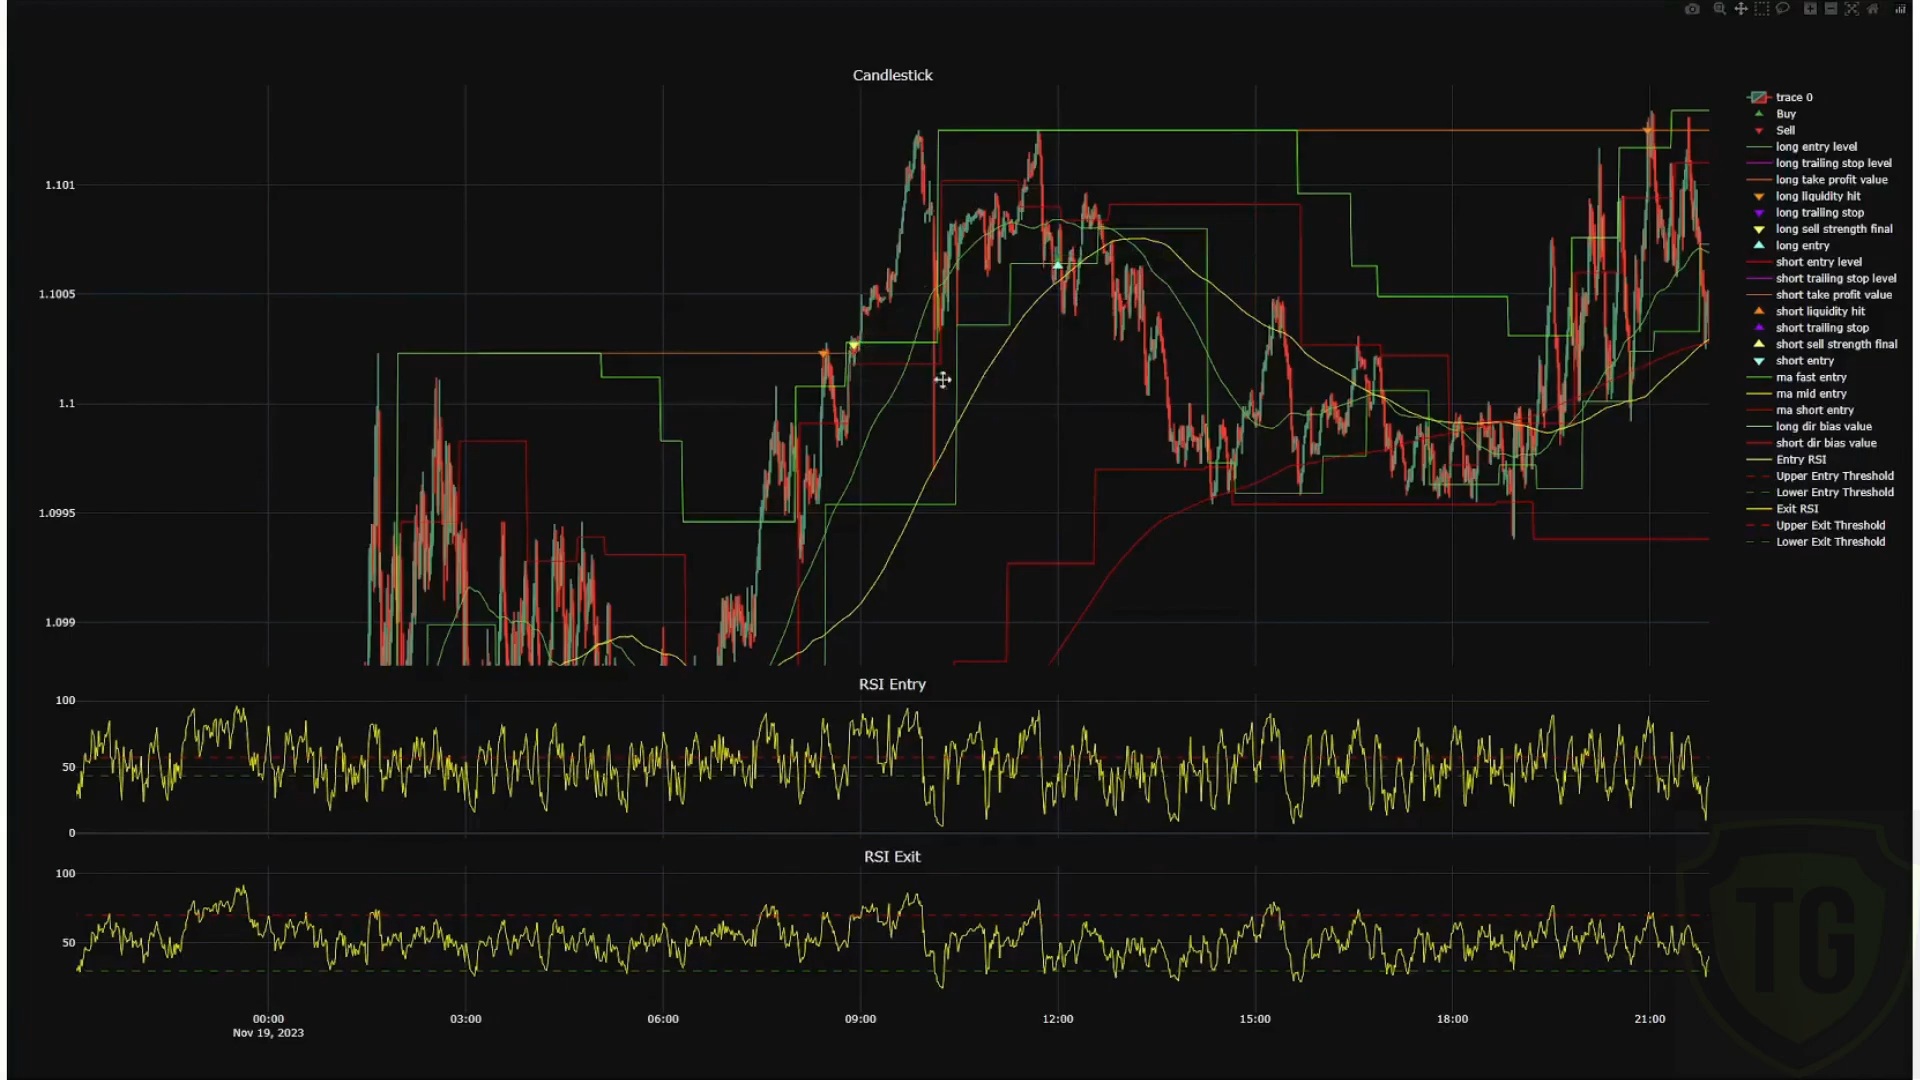 Candlestick
trace 0
Buy
Sell
long entry level
long trailing stop level
long take profit value
long liquidity hit
long trailing stop
long sell strength final
long entry
short entry level
short trailing stop level
short take profit value
short liquidity hit
short trailing stop
short sell strength final
short entry
ma fast entry
ma mid entry
ma short entry
long dir bias value
short dir bias value
Entry RSI
Upper Entry Threshold
Lower Entry Threshold
Exit RSI
Upper Exit Threshold
Lower Exit Threshold
1.101
1.1005
1.1
1.0995
1.099
RSI Entry
100
50
0
RSI Exit
100
50
00:00
Nov 19, 2023
03:00
06:00
09:00
12:00
15:00
18:00
21:00
TG